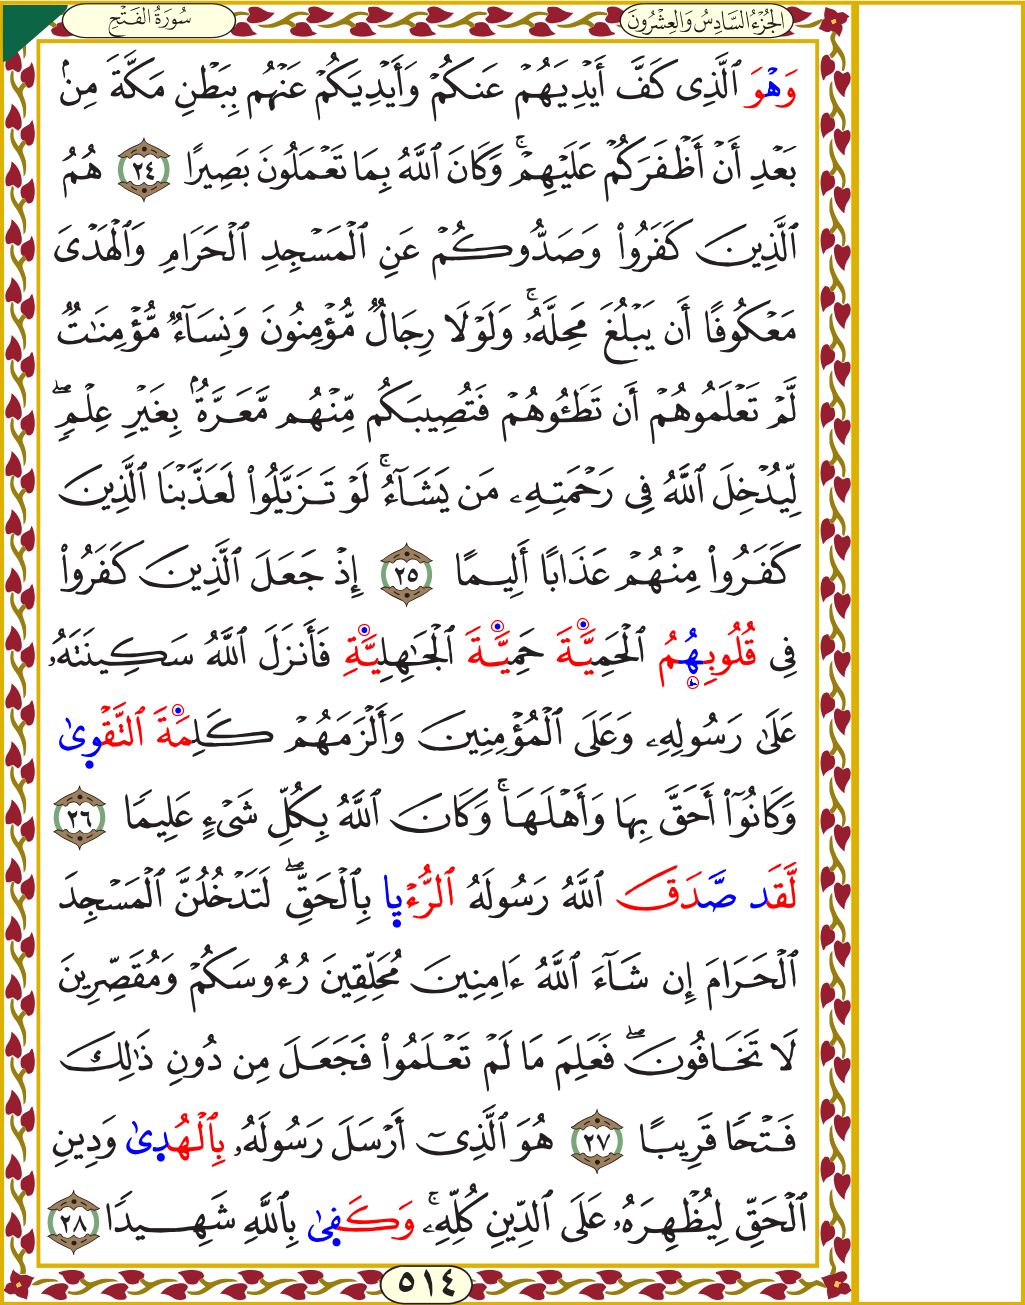 الجُزْءُ السَّادِسُ وَالعِشْرُونَ
سُورَةُ الفَتْحِ
وَهْوَ ٱلَّذِى كَفَّ أَيْدِيَهُمْ عَنكُمْ وَأَيْدِيَكُمْ عَنْهُم بِبَطْنِ مَكَّةَ مِنۢ
بَعْدِ أَنْ أَظْفَرَكُمْ عَلَيْهِمْ ۚ وَكَانَ ٱللَّهُ بِمَا تَعْمَلُونَ بَصِيرًا ٢٤ هُمُ
ٱلَّذِينَ كَفَرُوا۟ وَصَدُّوكُمْ عَنِ ٱلْمَسْجِدِ ٱلْحَرَامِ وَٱلْهَدْىَ
مَعْكُوفًا أَن يَبْلُغَ مَحِلَّهُۥ ۚ وَلَوْلَا رِجَالٌ مُّؤْمِنُونَ وَنِسَآءٌ مُّؤْمِنَـٰتٌ
لَّمْ تَعْلَمُوهُمْ أَن تَطَـُٔوهُمْ فَتُصِيبَكُم مِّنْهُم مَّعَرَّةٌۢ بِغَيْرِ عِلْمٍ ۖ
لِّيُدْخِلَ ٱللَّهُ فِى رَحْمَتِهِۦ مَن يَشَآءُ ۚ لَوْ تَزَيَّلُوا۟ لَعَذَّبْنَا ٱلَّذِينَ
كَفَرُوا۟ مِنْهُمْ عَذَابًا أَلِيمًا ٢٥ إِذْ جَعَلَ ٱلَّذِينَ كَفَرُوا۟
فِى قُلُوبِهِمُ ٱلْحَمِيَّةَ حَمِيَّةَ ٱلْجَـٰهِلِيَّةِ فَأَنزَلَ ٱللَّهُ سَكِينَتَهُۥ
عَلَىٰ رَسُولِهِۦ وَعَلَى ٱلْمُؤْمِنِينَ وَأَلْزَمَهُمْ كَلِمَةَ ٱلتَّقْوىٰ
وَكَانُوٓا۟ أَحَقَّ بِهَا وَأَهْلَهَا ۚ وَكَانَ ٱللَّهُ بِكُلِّ شَىْءٍ عَلِيمًا ٢٦
لَّقَد صَّدَقَ ٱللَّهُ رَسُولَهُ ٱلرُّءْيا بِٱلْحَقِّ ۖ لَتَدْخُلُنَّ ٱلْمَسْجِدَ
ٱلْحَرَامَ إِن شَآءَ ٱللَّهُ ءَامِنِينَ مُحَلِّقِينَ رُءُوسَكُمْ وَمُقَصِّرِينَ
لَا تَخَافُونَ ۖ فَعَلِمَ مَا لَمْ تَعْلَمُوا۟ فَجَعَلَ مِن دُونِ ذَٰلِكَ
فَتْحًا قَرِيبًا ٢٧ هُوَ ٱلَّذِىٓ أَرْسَلَ رَسُولَهُۥ بِٱلْهُدىٰ وَدِينِ
ٱلْحَقِّ لِيُظْهِرَهُۥ عَلَى ٱلدِّينِ كُلِّهِۦ ۚ وَكَفىٰ بِٱللَّهِ شَهِيدًا ٢٨
٥١٤